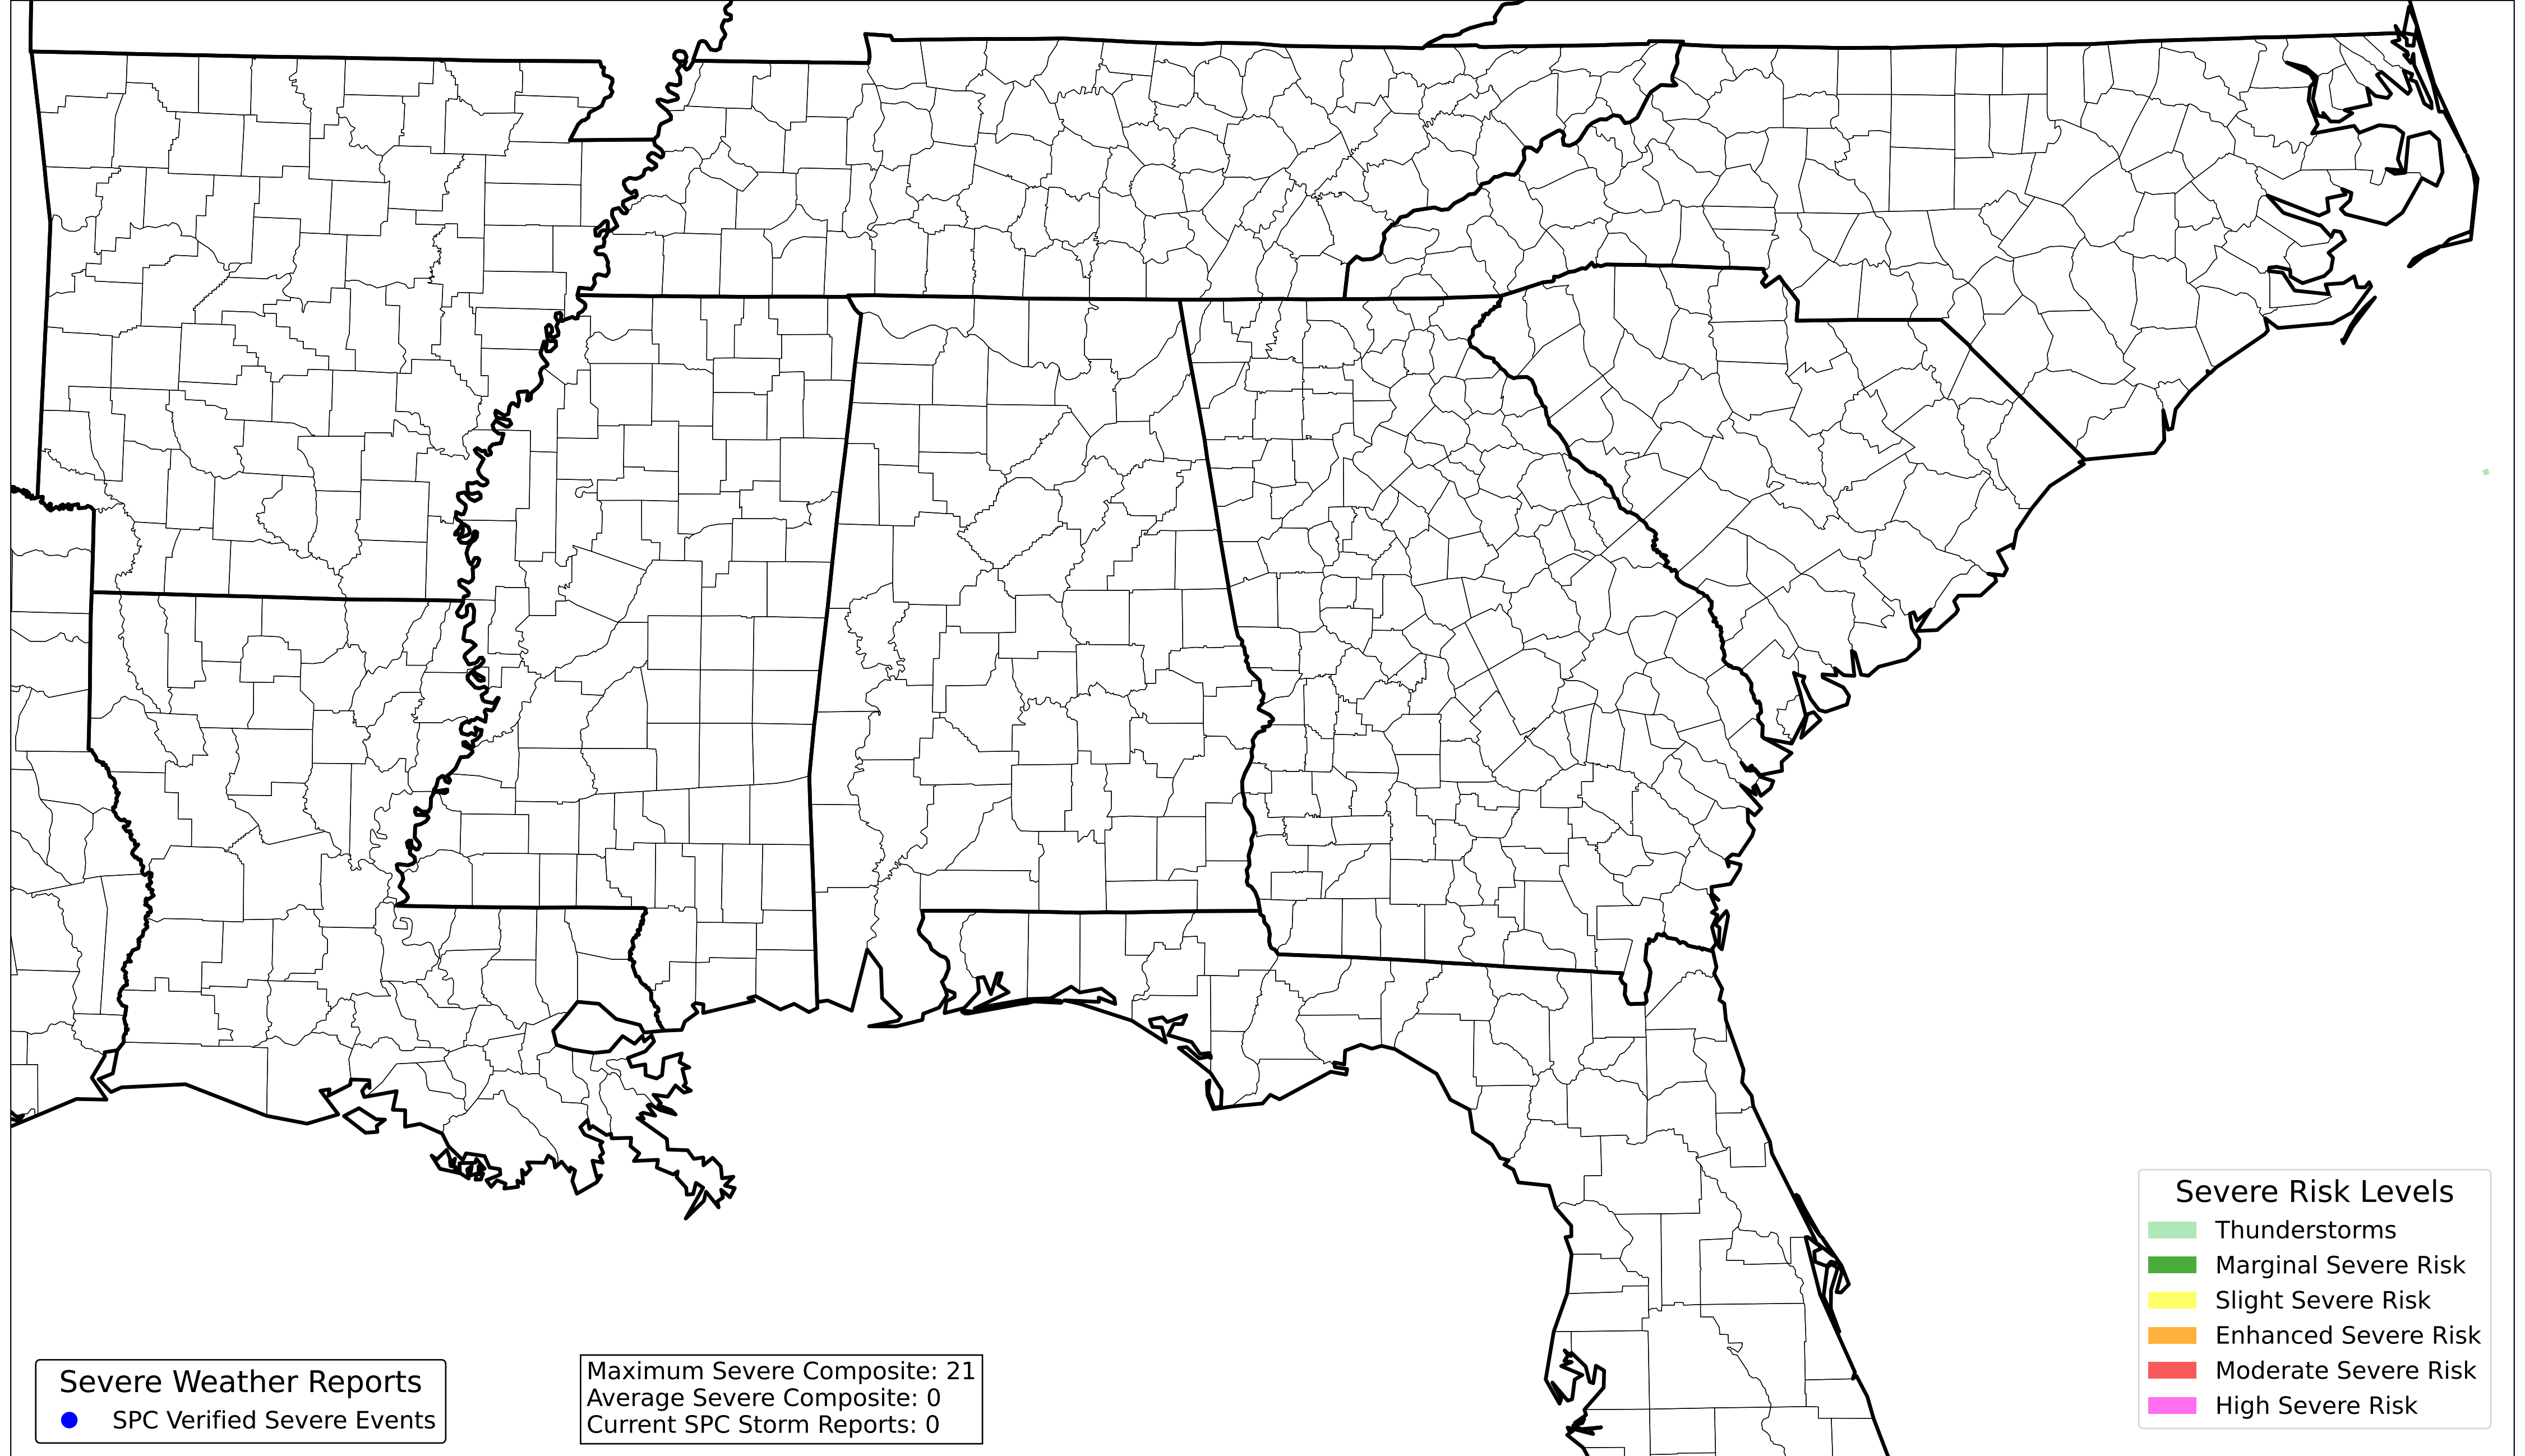 Severe Risk Levels
Thunderstorms
Marginal Severe Risk
Slight Severe Risk
Enhanced Severe Risk
Moderate Severe Risk
High Severe Risk
Severe Weather Reports
SPC Verified Severe Events
Maximum Severe Composite: 21
Average Severe Composite: 0
Current SPC Storm Reports: 0